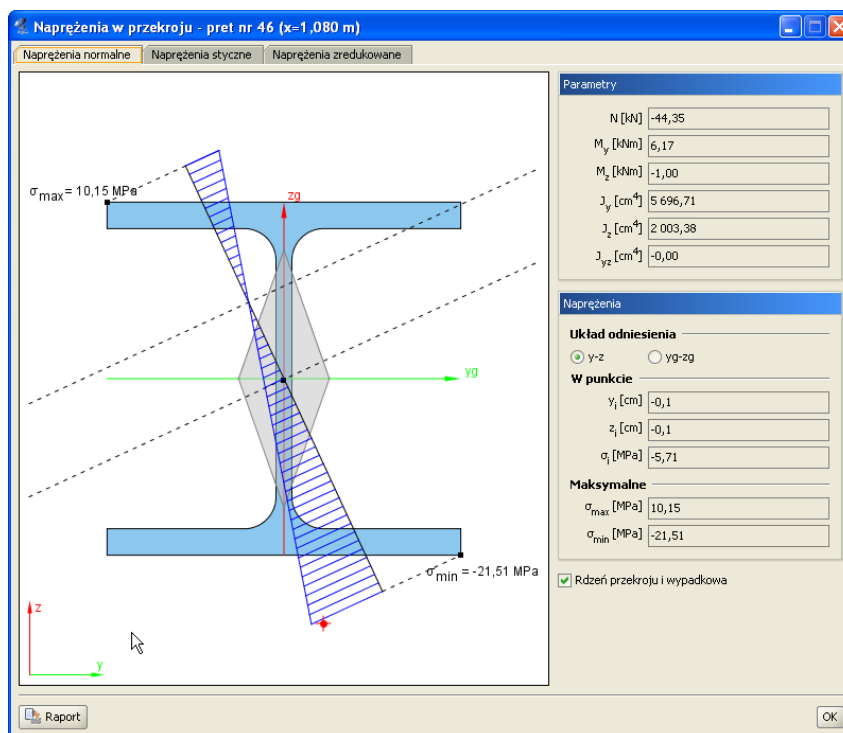 Naprężenia w przekroju - pret nr 46 (x=1,080 m)
Naprężenia normalne Naprężenia styczne Naprężenia zredukowane
σmax = 10,15 MPa
zg
yg
σmin = -21,51 MPa
z
y
Parametry
N [kN] -44,35
My [kNm] 6,17
Mz [kNm] -1,00
Jy [cm4] 5 696,71
Jz [cm4] 2 003,38
Jyz [cm4] -0,00
Naprężenia
Układ odniesienia
y-z yg-zg
W punkcie
yi [cm] -0,1
zi [cm] -0,1
σi [MPa] -5,71
Maksymalne
σmax [MPa] 10,15
σmin [MPa] -21,51
Rdzeń przekroju i wypadkowa
Raport
OK